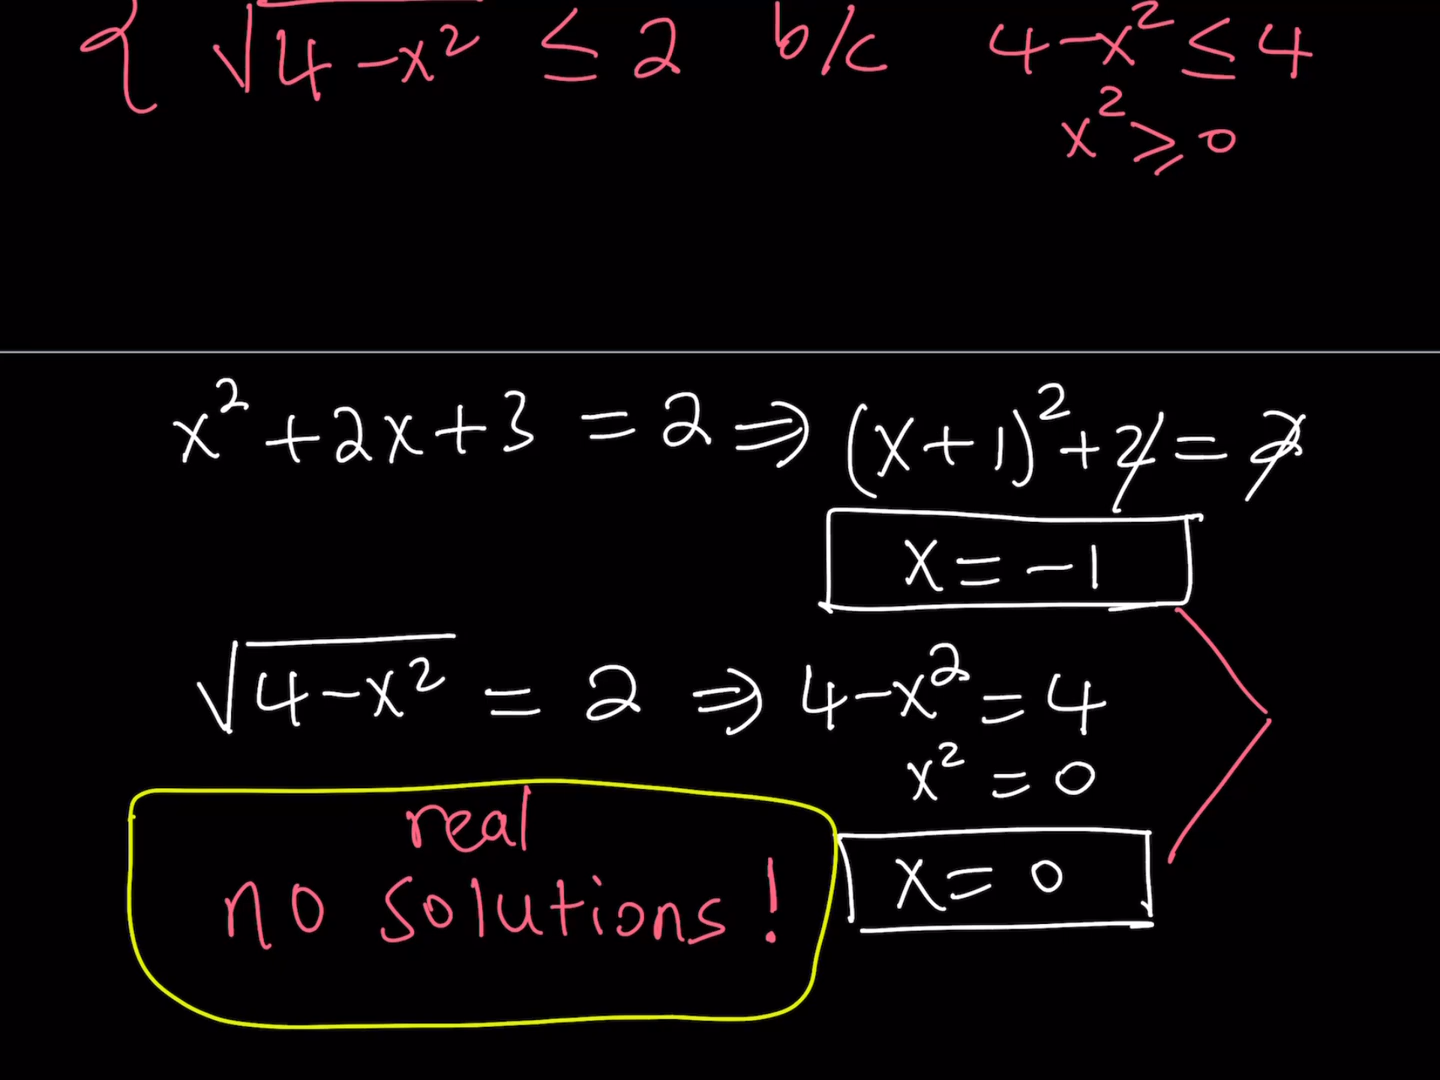 { √(4-x²) ≤ 2 b/c 4-x² ≤ 4
x² ≥ 0
x² + 2x + 3 = 2 ⇒ (x+1)² + 2 = 2
x = -1
√(4-x²) = 2 ⇒ 4-x² = 4
x² = 0
x = 0
real
no solutions!